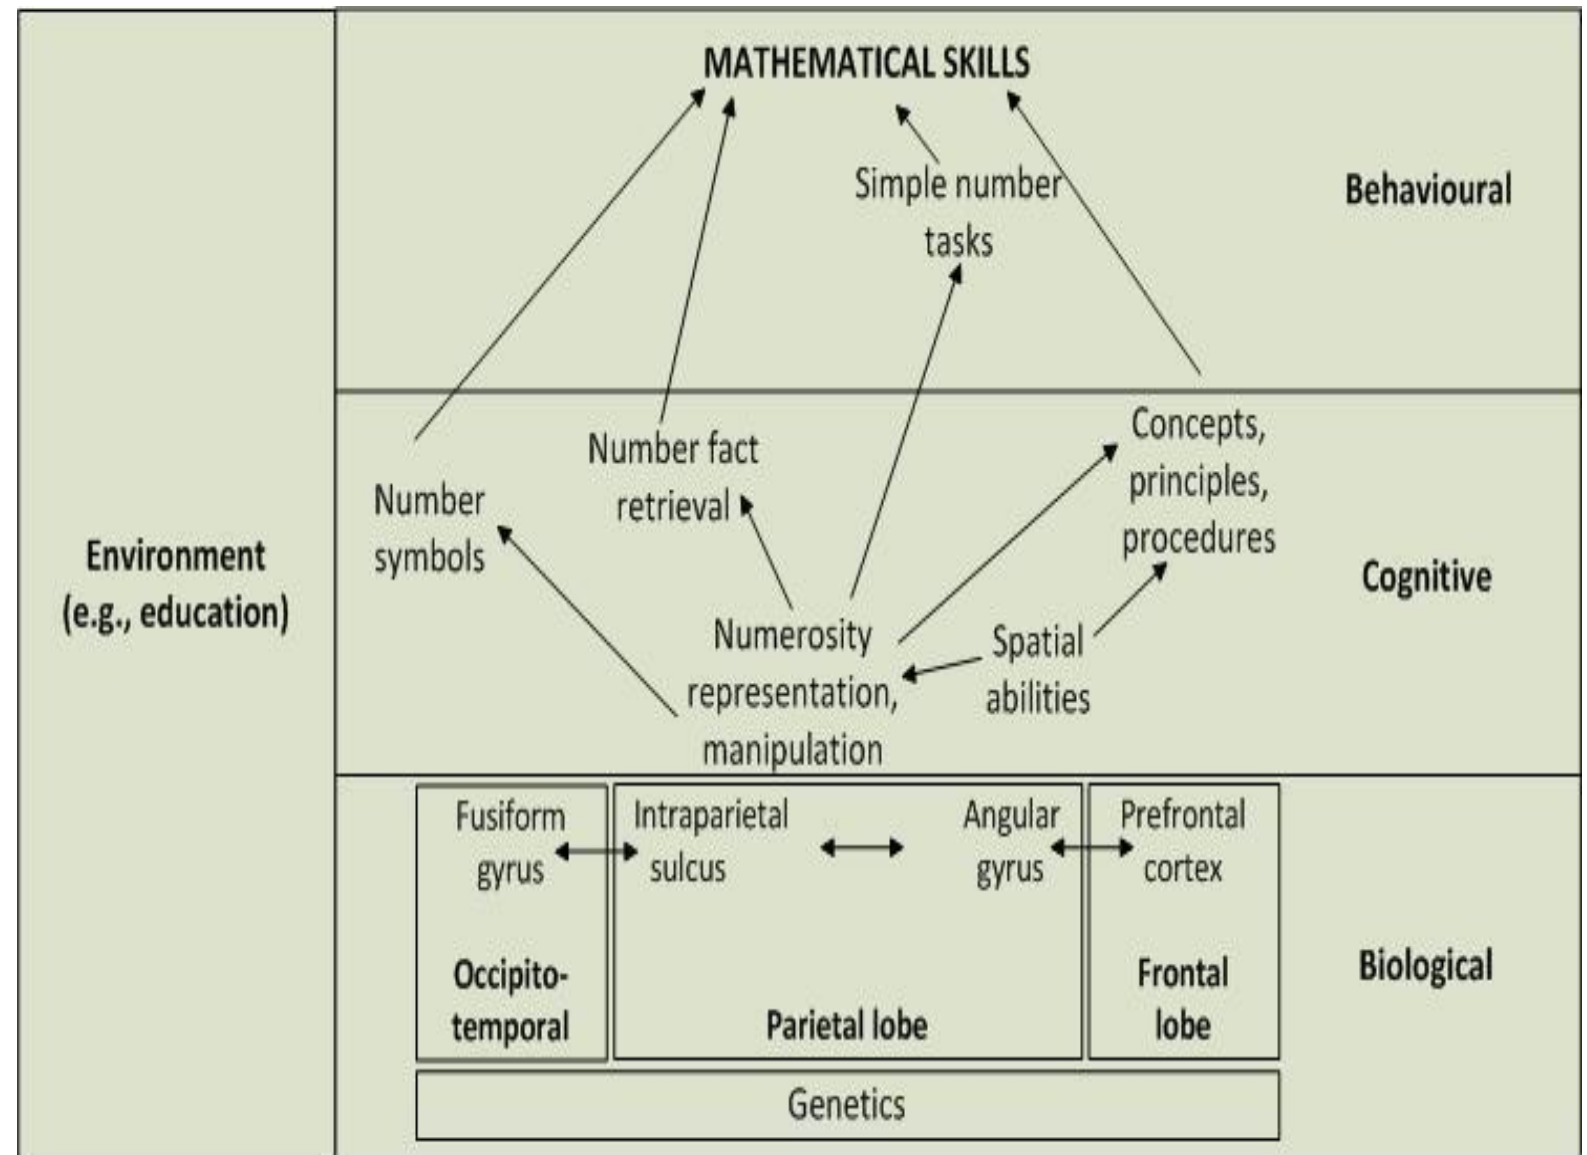 MATHEMATICAL SKILLS
Simple number
tasks
Behavioural
Environment
(e.g., education)
Number
symbols
Number fact
retrieval
Concepts,
principles,
procedures
Numerosity
representation,
manipulation
Spatial
abilities
Cognitive
Fusiform
gyrus
Occipito-
temporal
Intraparietal
sulcus
Angular
gyrus
Parietal lobe
Prefrontal
cortex
Frontal
lobe
Biological
Genetics